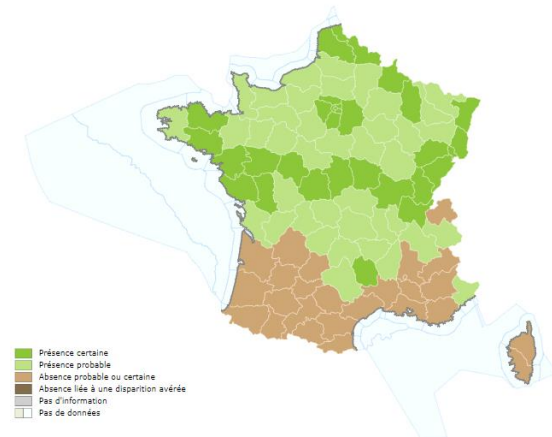 Présence certaine
Présence probable
Absence probable ou certaine
Absence liée à une disparition avérée
Pas d'information
Pas de données